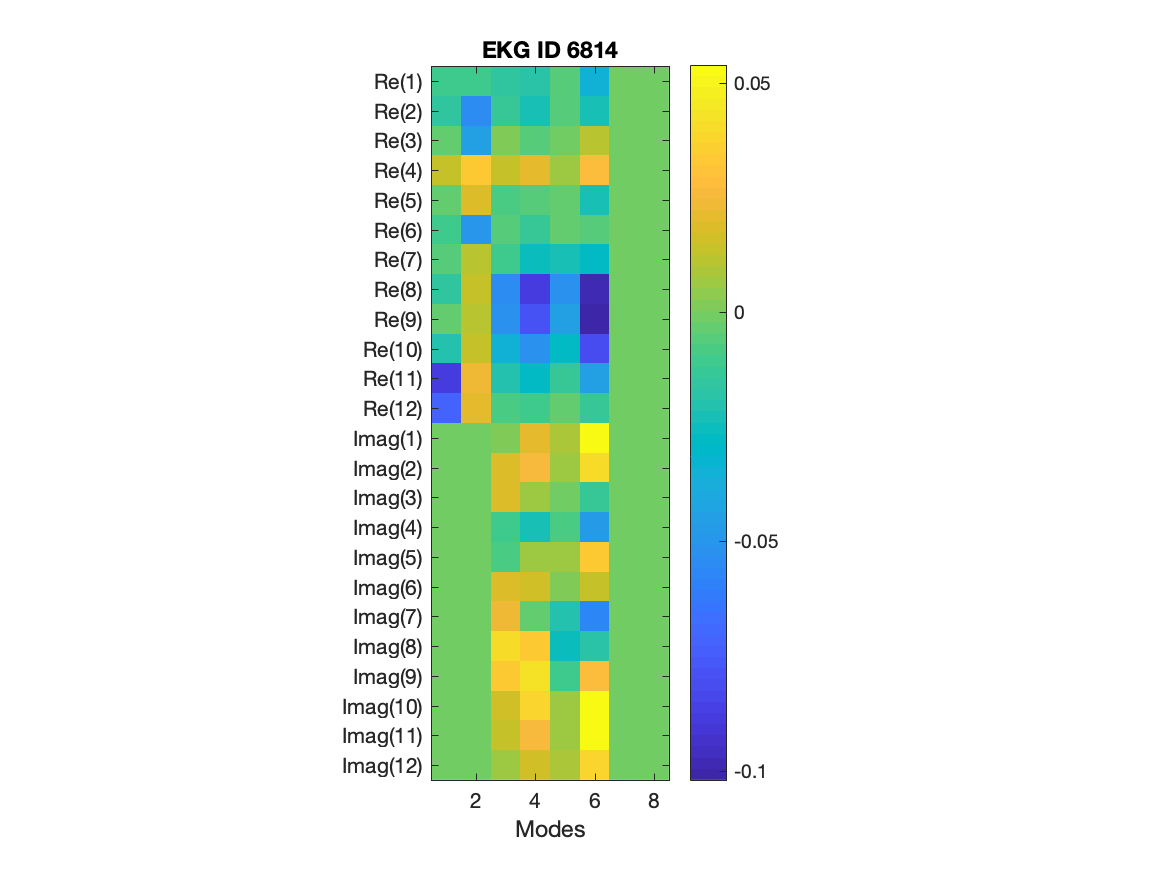 EKG ID 6814
Re(1)
Re(2)
Re(3)
Re(4)
Re(5)
Re(6)
Re(7)
Re(8)
Re(9)
Re(10)
Re(11)
Re(12)
Imag(1)
Imag(2)
Imag(3)
Imag(4)
Imag(5)
Imag(6)
Imag(7)
Imag(8)
Imag(9)
Imag(10)
Imag(11)
Imag(12)
2 4 6 8
Modes
0.05
0
-0.05
-0.1